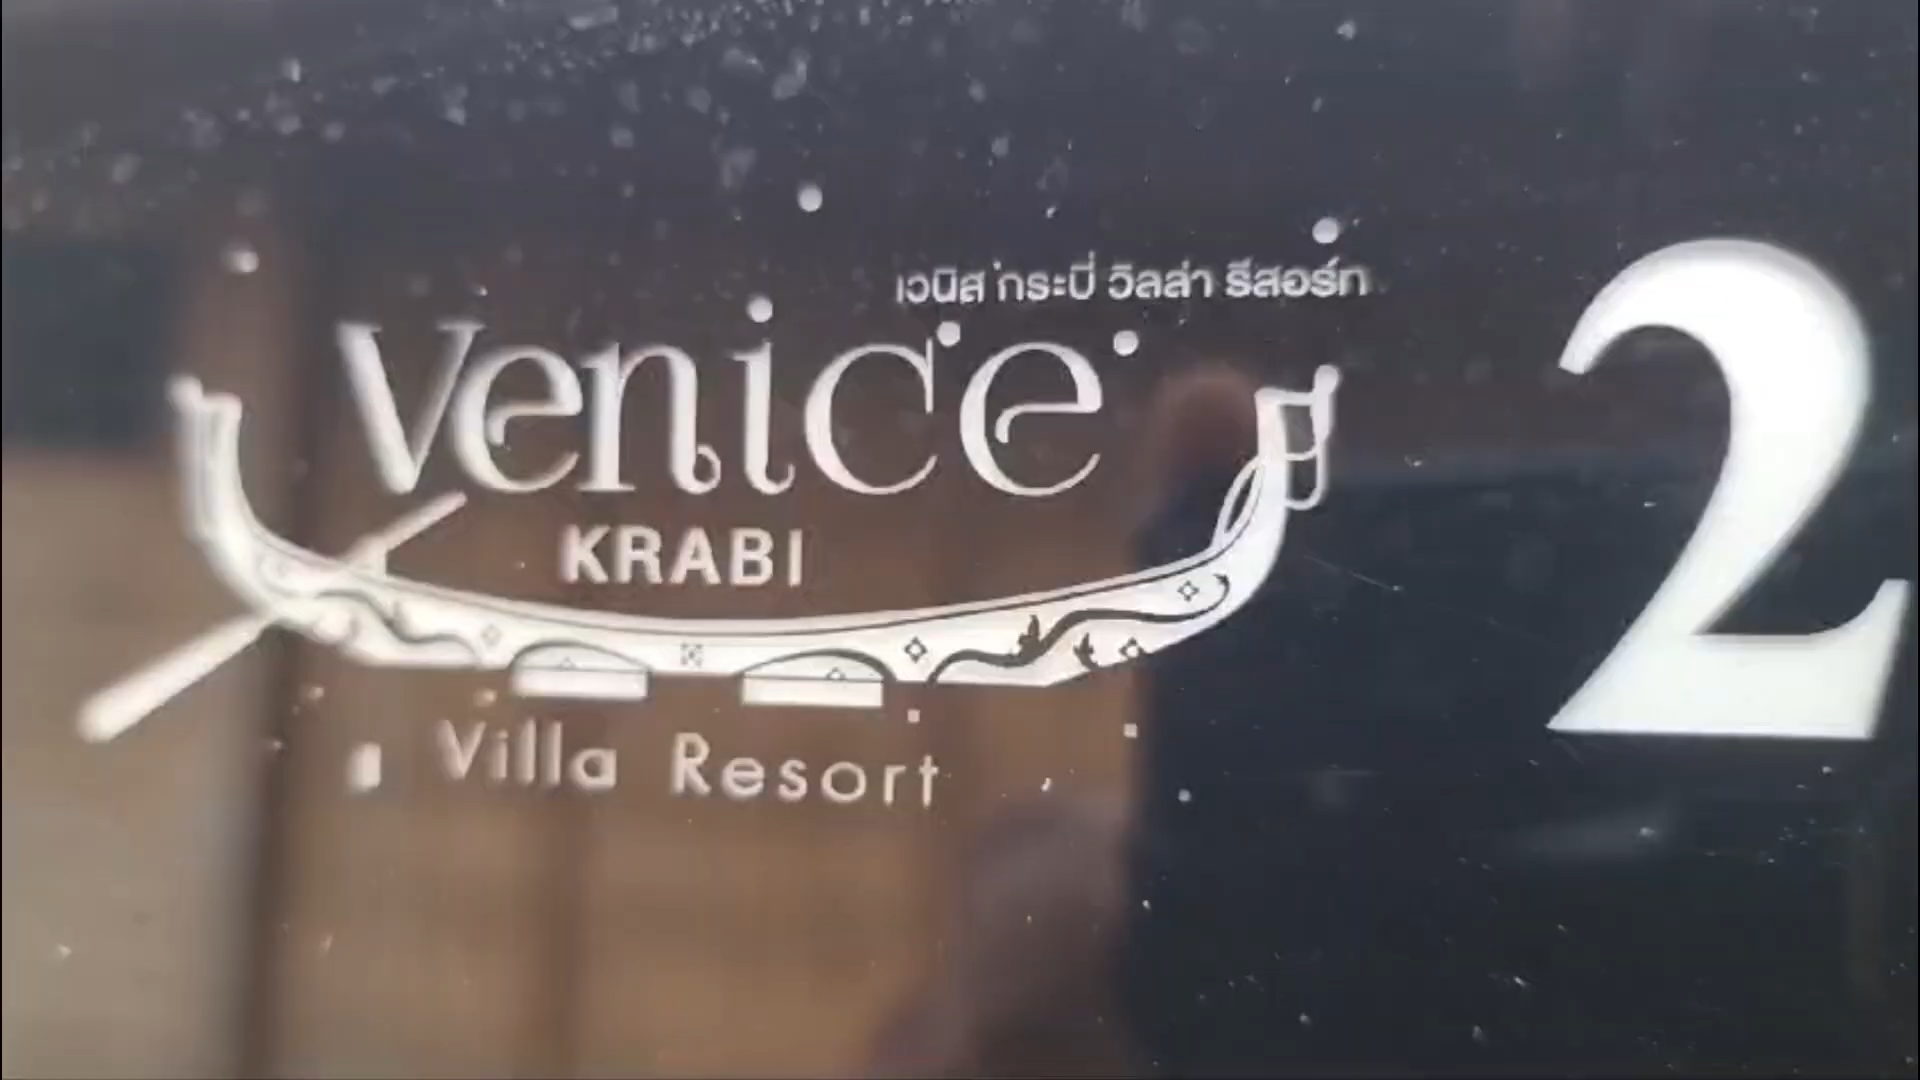 เวนิส กระบี่ วิลล่า รีสอร์ท
Venice
KRABI
Villa Resort
2